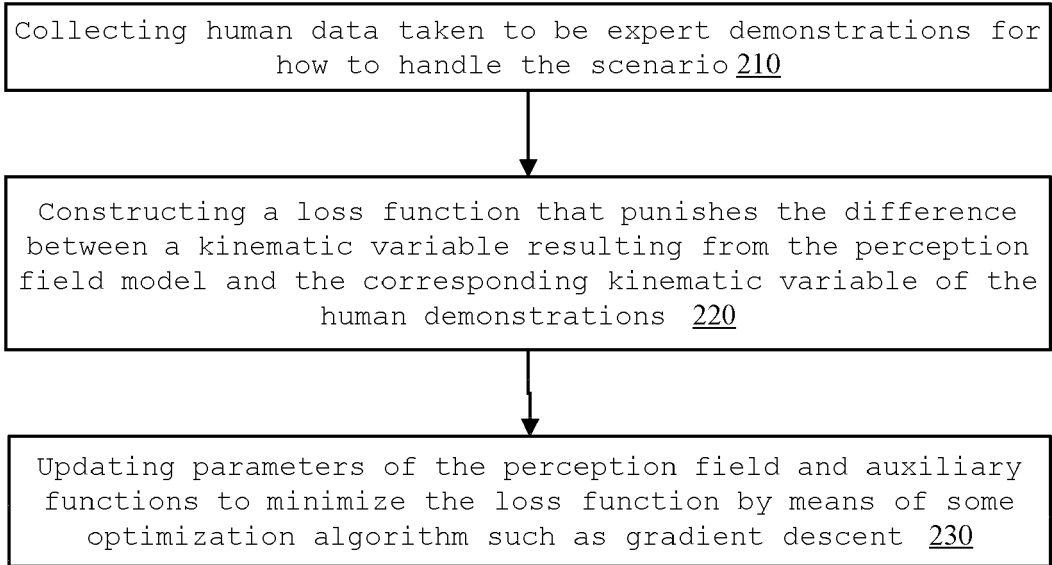 Collecting human data taken to be expert demonstrations for
how to handle the scenario 210
Constructing a loss function that punishes the difference
between a kinematic variable resulting from the perception
field model and the corresponding kinematic variable of the
human demonstrations 220
Updating parameters of the perception field and auxiliary
functions to minimize the loss function by means of some
optimization algorithm such as gradient descent 230